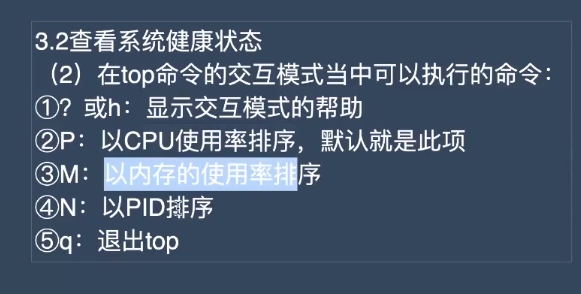 3.2查看系统健康状态
（2）在top命令的交互模式当中可以执行的命令：
①？或h：显示交互模式的帮助
②P：以CPU使用率排序，默认就是此项
③M：以内存的使用率排序
④N：以PID排序
⑤q：退出top